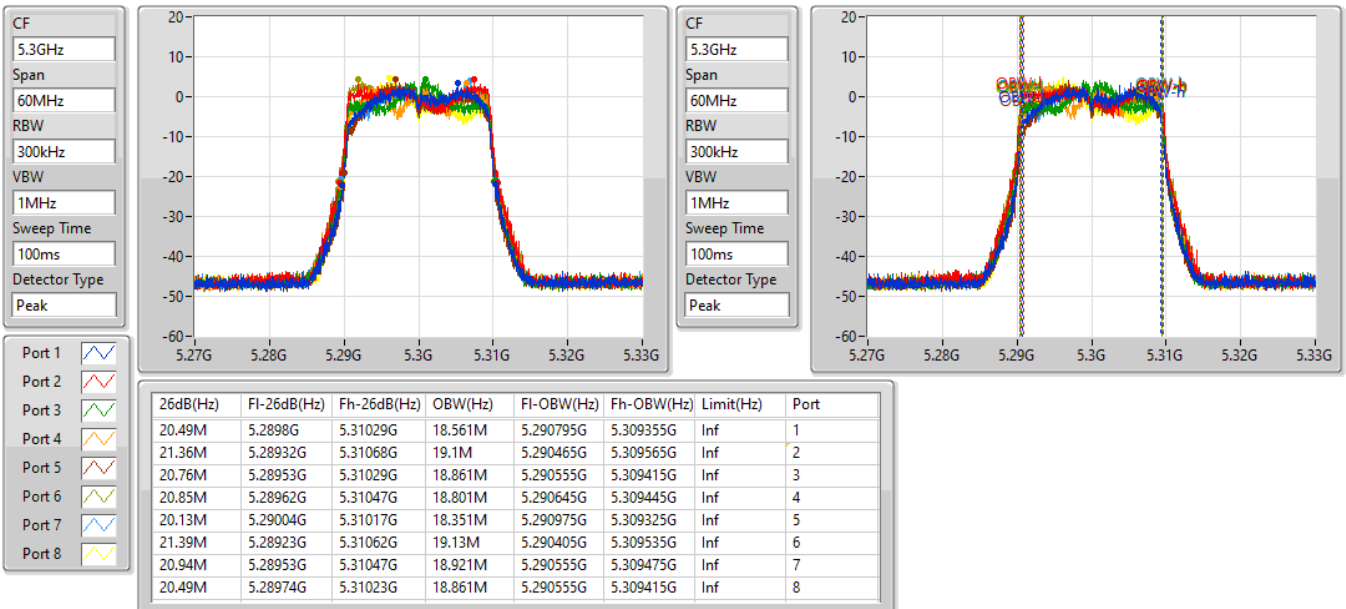 CF
5.3GHz
Span
60MHz
RBW
300kHz
VBW
1MHz
Sweep Time
100ms
Detector Type
Peak
20
10
0
-10
-20
-30
-40
-50
-60
5.27G 5.28G 5.29G 5.3G 5.31G 5.32G 5.33G
CF
5.3GHz
Span
60MHz
RBW
300kHz
VBW
1MHz
Sweep Time
100ms
Detector Type
Peak
20
10
0
-10
-20
-30
-40
-50
-60
OBW-h
5.27G 5.28G 5.29G 5.3G 5.31G 5.32G 5.33G
Port 1
Port 2
Port 3
Port 4
Port 5
Port 6
Port 7
Port 8
26dB(Hz) Fl-26dB(Hz) Fh-26dB(Hz) OBW(Hz) Fl-OBW(Hz) Fh-OBW(Hz) Limit(Hz) Port
20.49M 5.2898G 5.31029G 18.561M 5.290795G 5.309355G Inf 1
21.36M 5.28932G 5.31068G 19.1M 5.290465G 5.309565G Inf 2
20.76M 5.28953G 5.31029G 18.861M 5.290555G 5.309415G Inf 3
20.85M 5.28962G 5.31047G 18.801M 5.290645G 5.309445G Inf 4
20.13M 5.29004G 5.31017G 18.351M 5.290975G 5.309325G Inf 5
21.39M 5.28923G 5.31062G 19.13M 5.290405G 5.309535G Inf 6
20.94M 5.28953G 5.31047G 18.921M 5.290555G 5.309475G Inf 7
20.49M 5.28974G 5.31023G 18.861M 5.290555G 5.309415G Inf 8